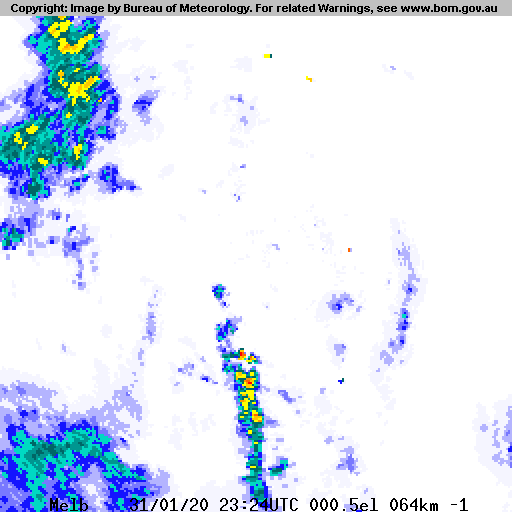 Copyright: Image by Bureau of Meteorology. For related Warnings, see www.bom.gov.au
Melb 31/01/20 23:24UTC 000.5el 064km -1